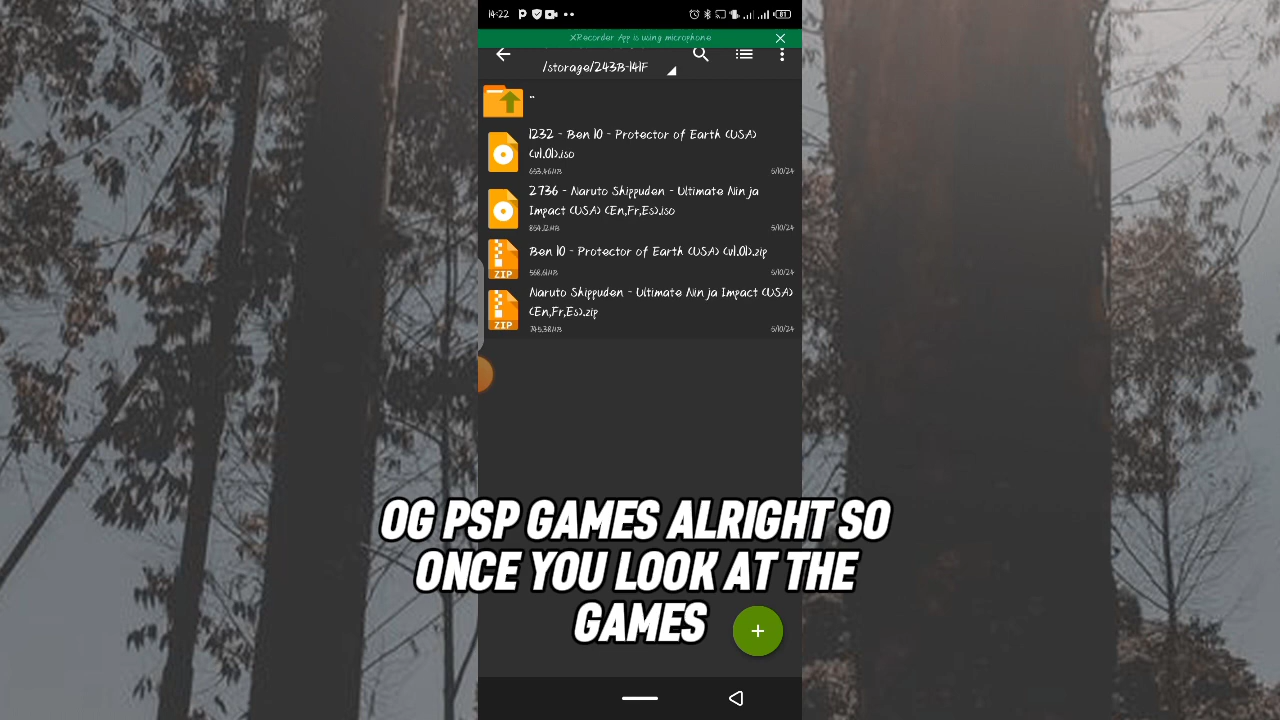 14:22
81
XRecorder App is using microphone
/storage/243B-141F
..
1232 - Ben 10 - Protector of Earth (USA)
(v1.01).iso
5/10/24
2736 - Naruto Shippuden - Ultimate Ninja
Impact (USA) (En,Fr,Es).iso
5/10/24
ZIP
Ben 10 - Protector of Earth (USA) (v1.01).zip
5/10/24
ZIP
Naruto Shippuden - Ultimate Ninja Impact (USA)
(En,Fr,Es).zip
5/10/24
OG PSP GAMES ALRIGHT SO
ONCE YOU LOOK AT THE
GAMES